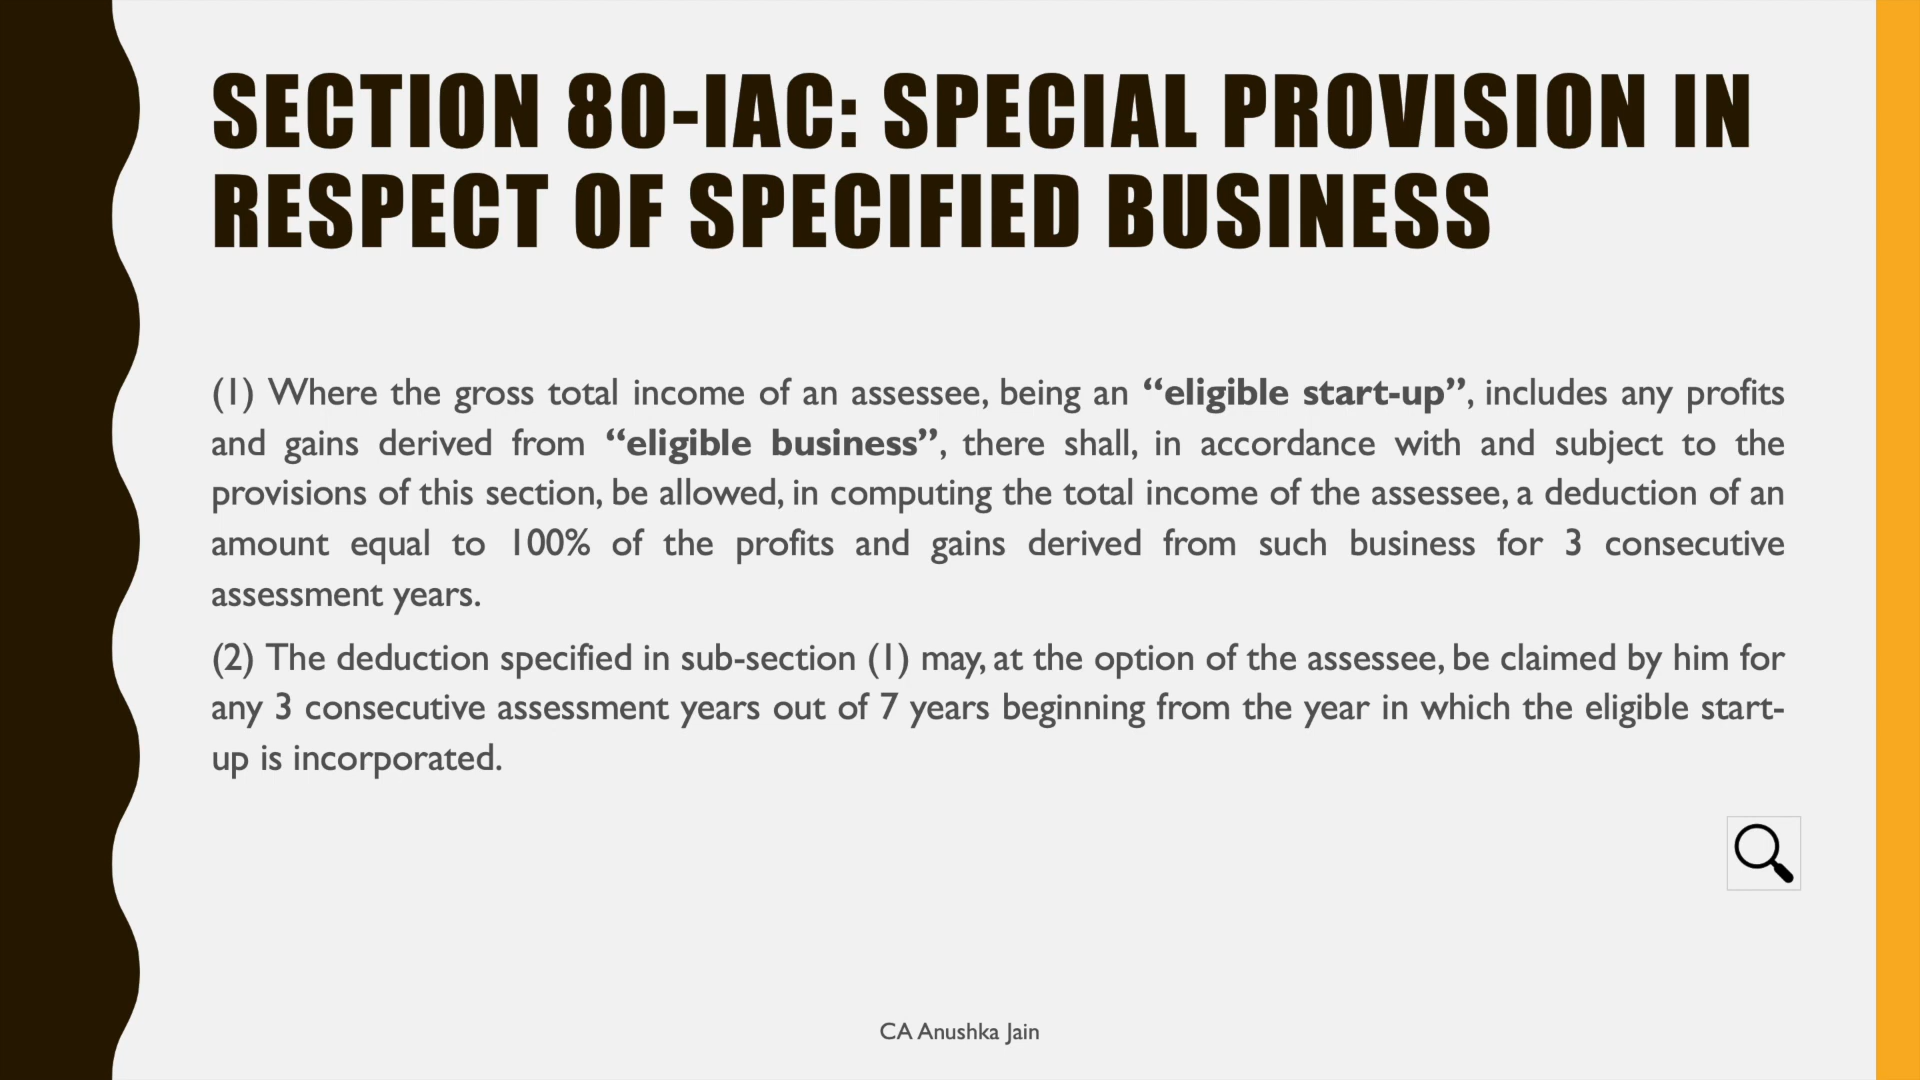 SECTION 80-IAC: SPECIAL PROVISION IN
RESPECT OF SPECIFIED BUSINESS
(1) Where the gross total income of an assessee, being an “eligible start-up”, includes any profits
and gains derived from “eligible business”, there shall, in accordance with and subject to the
provisions of this section, be allowed, in computing the total income of the assessee, a deduction of an
amount equal to 100% of the profits and gains derived from such business for 3 consecutive
assessment years.
(2) The deduction specified in sub-section (1) may, at the option of the assessee, be claimed by him for
any 3 consecutive assessment years out of 7 years beginning from the year in which the eligible start-
up is incorporated.
CA Anushka Jain